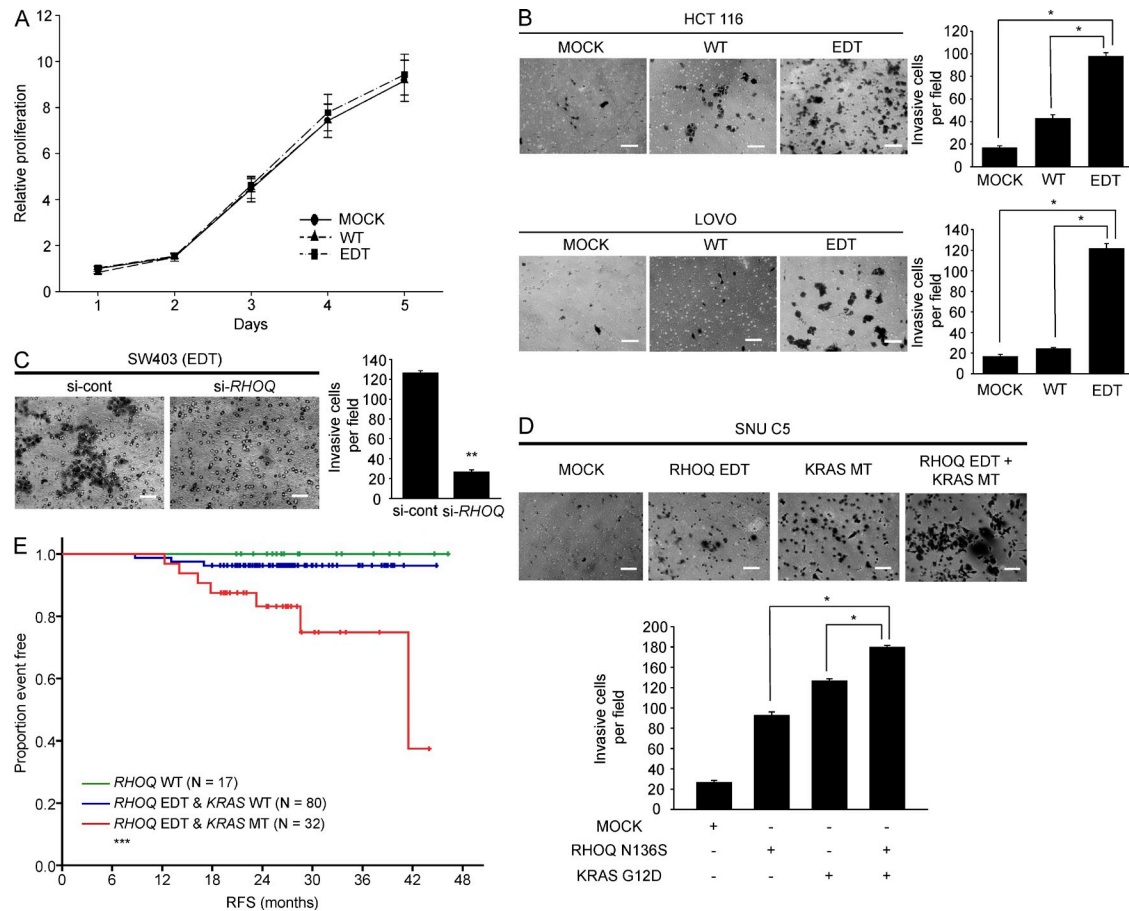 A
Relative proliferation
12
10
8
6
4
2
0
1 2 3 4 5
Days
MOCK
WT
EDT
B
HCT 116
MOCK WT EDT
Invasive cells
per field
120
100
80
60
40
20
0
MOCK WT EDT
*
*
LOVO
MOCK WT EDT
Invasive cells
per field
140
120
100
80
60
40
20
0
MOCK WT EDT
*
*
C
SW403 (EDT)
si-cont si-RHOQ
Invasive cells
per field
140
120
100
80
60
40
20
0
**
si-cont si-RHOQ
D
SNU C5
MOCK RHOQ EDT KRAS MT RHOQ EDT +
KRAS MT
Invasive cells
per field
200
180
160
140
120
100
80
60
40
20
0
*
*
MOCK + - - -
RHOQ N136S - + - +
KRAS G12D - - + +
E
Proportion event free
1.0
0.8
0.6
0.4
0.2
0.0
RHOQ WT (N = 17)
RHOQ EDT & KRAS WT (N = 80)
RHOQ EDT & KRAS MT (N = 32)
***
0 6 12 18 24 30 36 42 48
RFS (months)